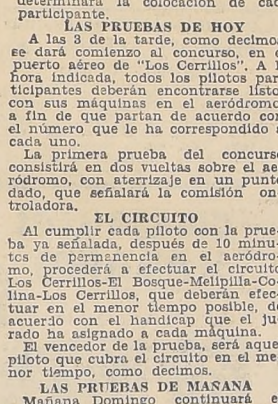 determinará la colocación de cada
participante.
LAS PRUEBAS DE HOY
A las 3 de la tarde, como decimo
se dará comienzo al concurso, en e
puerto aéreo de "Los Cerrillos". A l
hora indicada, todos los pilotos par
ticipantes deberán encontrarse listo
con sus máquinas en el aeródromo
a fin de que partan de acuerdo con
el número que le ha correspondido
cada uno.
La primera prueba del concurs
consistirá en dos vueltas sobre el ae
ródromo, con aterrizaje en un punt
dado, que señalará la comisión on
troladora.
EL CIRCUITO
Al cumplir cada piloto con la prue
ba ya señalada, después de 10 minu
tcs de permanencia en el aeródro-
mo, procederá a efectuar el circuito
Los Cerrillos-El Bosque-Melipilla-Co-
lina-Los Cerrillos, que deberán efec
tuar en el menor tiempo posible, de
acuerdo con el handicap que el ju
rado ha asignado a cada máquina.
El vencedor de la prueba, será aque
piloto que cubra el circuito en el me
nor tiempo, como decimos.
LAS PRUEBAS DE MAÑANA
Mañana Domingo continuará e